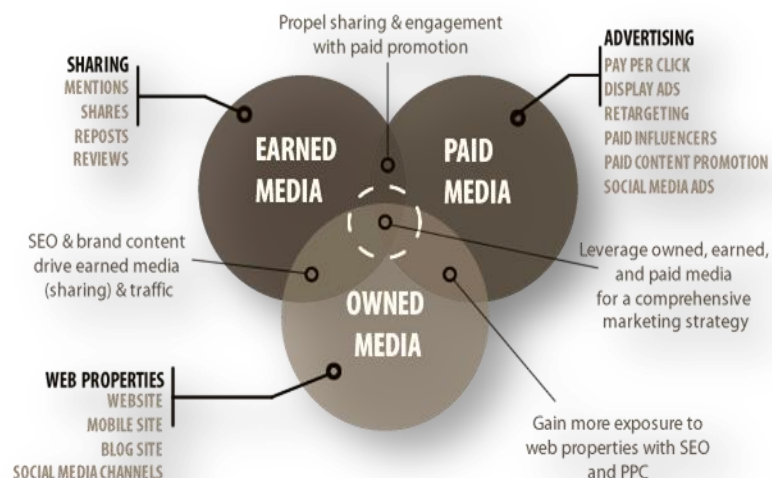 Propel sharing & engagement
with paid promotion
SHARING
MENTIONS
SHARES
REPOSTS
REVIEWS
ADVERTISING
PAY PER CLICK
DISPLAY ADS
RETARGETING
PAID INFLUENCERS
PAID CONTENT PROMOTION
SOCIAL MEDIA ADS
EARNED
MEDIA
PAID
MEDIA
SEO & brand content
drive earned media
(sharing) & traffic
Leverage owned, earned,
and paid media
for a comprehensive
marketing strategy
OWNED
MEDIA
WEB PROPERTIES
WEBSITE
MOBILE SITE
BLOG SITE
SOCIAL MEDIA CHANNELS
Gain more exposure to
web properties with SEO
and PPC